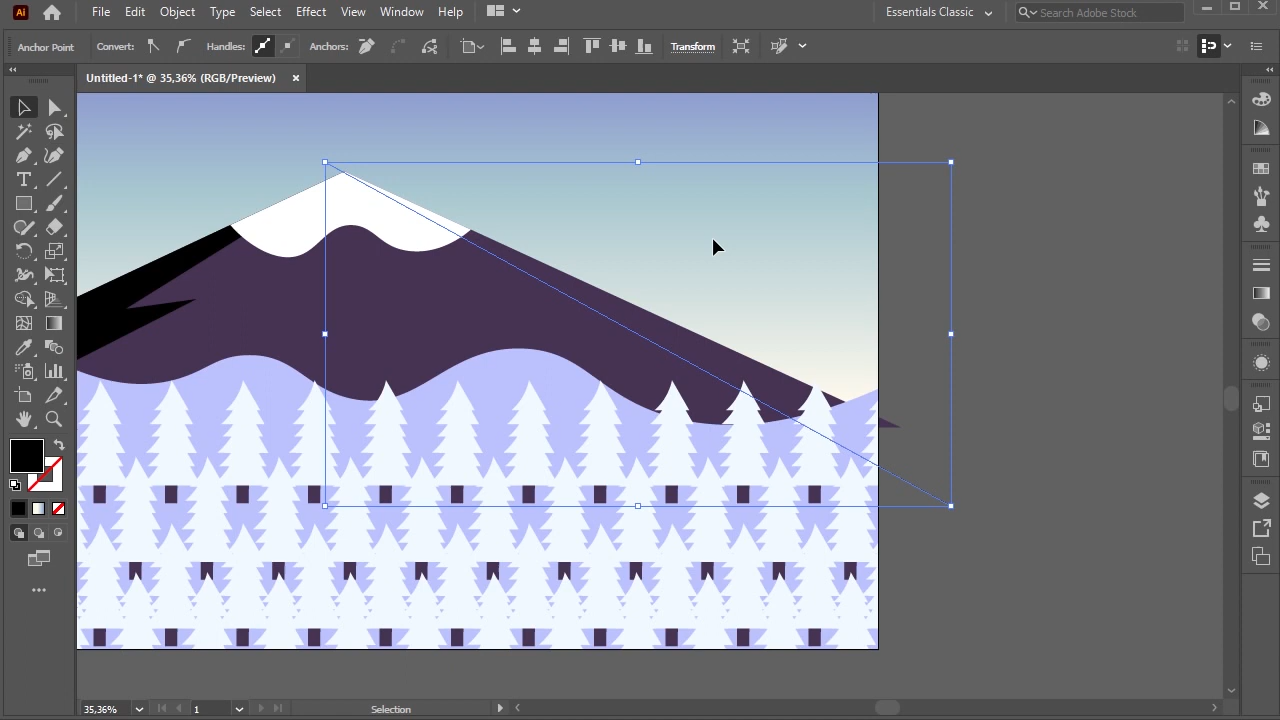 Ai File Edit Object Type Select Effect View Window Help Essentials Classic Search Adobe Stock
Anchor Point Convert: Handles: Anchors: Transform
Untitled-1* @ 35,36% (RGB/Preview) ×
35,36% 1 Selection